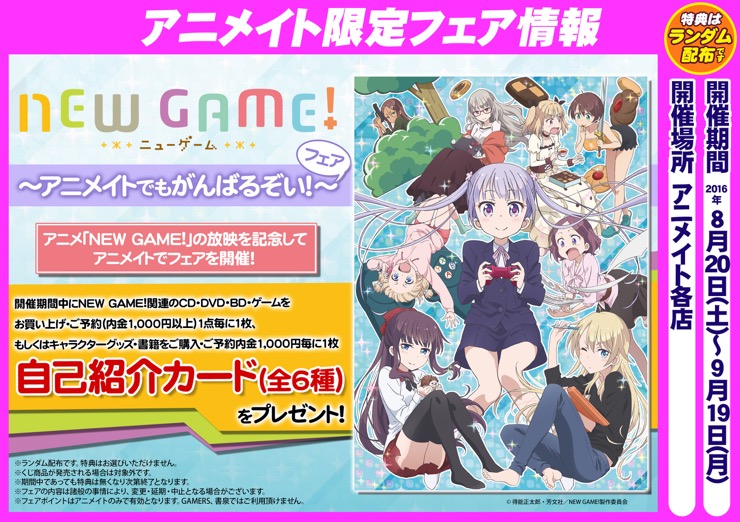 アニメイト限定フェア情報
特典は
ランダム
配布です
NEW GAME!
ニューゲーム
フェア
～アニメイトでもがんばるぞい!～
アニメ「NEW GAME!」の放映を記念して
アニメイトでフェアを開催!
開催期間中にNEW GAME!関連のCD・DVD・BD・ゲームを
お買い上げ・ご予約(内金1,000円以上)1点毎に1枚、
もしくはキャラクターグッズ・書籍をご購入・ご予約内金1,000円毎に1枚
自己紹介カード(全6種)
をプレゼント!
※ランダム配布です。特典はお選びいただけません。
※くじ商品が発売される場合は対象外です。
※期間中であっても特典は無くなり次第終了となります。
※フェアの内容は諸般の事情により、変更・延期・中止となる場合がございます。
※フェアポイントはアニメイトのみで有効となります。GAMERS、書泉ではご利用頂けません。
© 得能正太郎・芳文社／NEW GAME!製作委員会
開催期間 2016年 8月20日(土)～9月19日(月)
開催場所 アニメイト各店